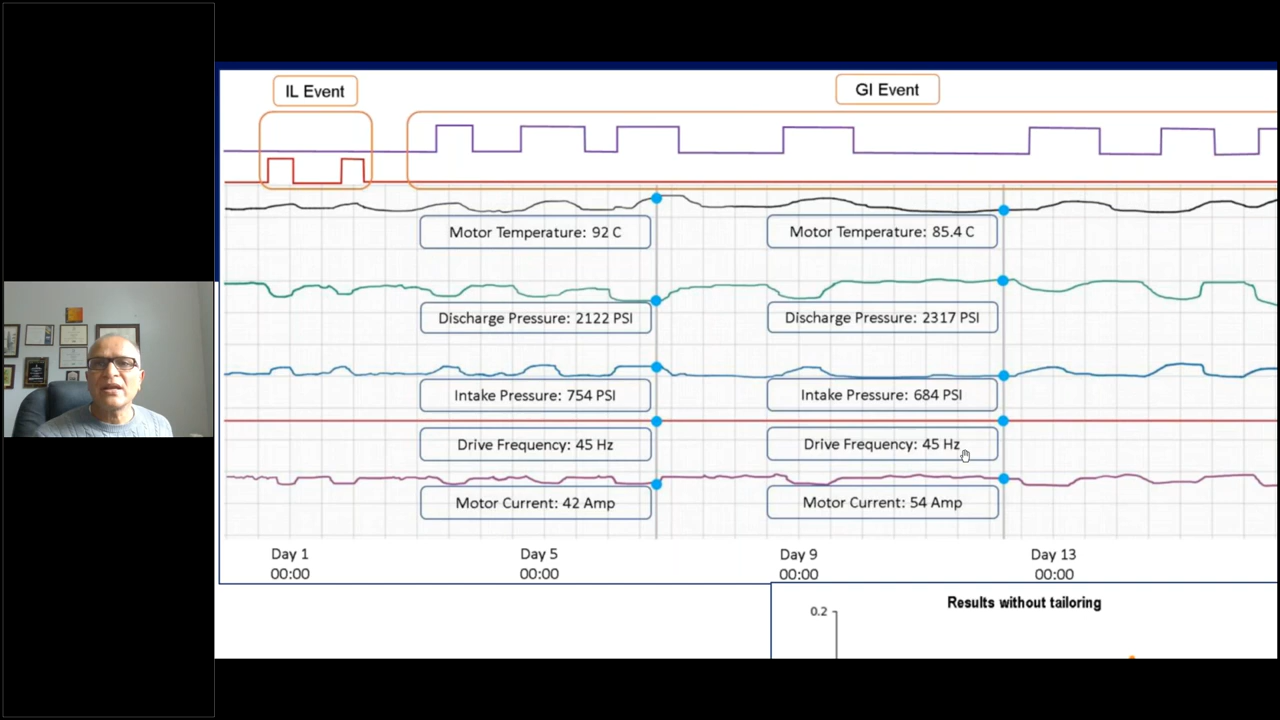 IL Event
GI Event
Motor Temperature: 92 C
Motor Temperature: 85.4 C
Discharge Pressure: 2122 PSI
Discharge Pressure: 2317 PSI
Intake Pressure: 754 PSI
Intake Pressure: 684 PSI
Drive Frequency: 45 Hz
Drive Frequency: 45 Hz
Motor Current: 42 Amp
Motor Current: 54 Amp
Day 1
00:00
Day 5
00:00
Day 9
00:00
Day 13
00:00
Results without tailoring
0.2